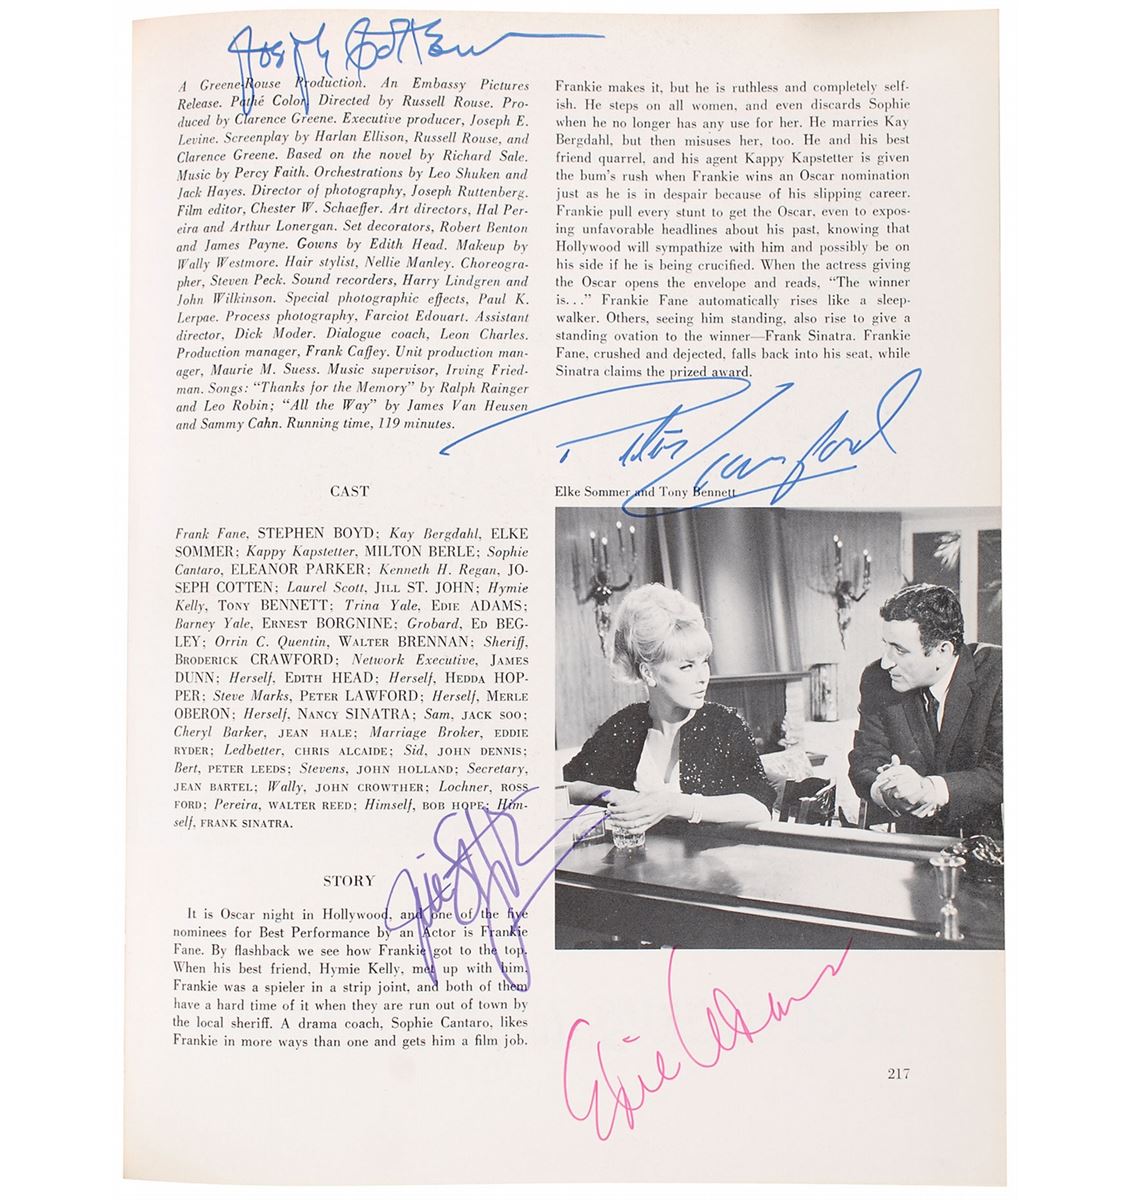 Joseph Cotten
A Greene-Rouse Production. An Embassy Pictures
Release. Pathé Color. Directed by Russell Rouse. Pro-
duced by Clarence Greene. Executive producer, Joseph E.
Levine. Screenplay by Harlan Ellison, Russell Rouse, and
Clarence Greene. Based on the novel by Richard Sale.
Music by Percy Faith. Orchestrations by Leo Shuken and
Jack Hayes. Director of photography, Joseph Ruttenberg.
Film editor, Chester W. Schaeffer. Art directors, Hal Per-
eira and Arthur Lonergan. Set decorators, Robert Benton
and James Payne. Gowns by Edith Head. Makeup by
Wally Westmore. Hair stylist, Nellie Manley. Choreogra-
pher, Steven Peck. Sound recorders, Harry Lindgren and
John Wilkinson. Special photographic effects, Paul K.
Lerpae. Process photography, Farciot Edouart. Assistant
director, Dick Moder. Dialogue coach, Leon Charles.
Production manager, Frank Caffey. Unit production man-
ager, Maurie M. Suess. Music supervisor, Irving Fried-
man. Songs: “Thanks for the Memory” by Ralph Rainger
and Leo Robin; “All the Way” by James Van Heusen
and Sammy Cahn. Running time, 119 minutes.
CAST
Frank Fane, STEPHEN BOYD; Kay Bergdahl, ELKE
SOMMER; Kappy Kapstetter, MILTON BERLE; Sophie
Cantaro, ELEANOR PARKER; Kenneth H. Regan, JO-
SEPH COTTEN; Laurel Scott, JILL ST. JOHN; Hymie
Kelly, TONY BENNETT; Trina Yale, EDIE ADAMS;
Barney Yale, ERNEST BORGNINE; Grobard, ED BEG-
LEY; Orrin C. Quentin, WALTER BRENNAN; Sheriff,
BRODERICK CRAWFORD; Network Executive, JAMES
DUNN; Herself, EDITH HEAD; Herself, HEDDA HOP-
PER; Steve Marks, PETER LAWFORD; Herself, MERLE
OBERON; Herself, NANCY SINATRA; Sam, JACK SOO;
Cheryl Barker, JEAN HALE; Marriage Broker, EDDIE
RYDER; Ledbetter, CHRIS ALCAIDE; Sid, JOHN DENNIS;
Bert, PETER LEEDS; Stevens, JOHN HOLLAND; Secretary,
JEAN BARTEL; Wally, JOHN CROWTHER; Lochner, ROSS
FORD; Pereira, WALTER REED; Himself, BOB HOPE; Him-
self, FRANK SINATRA.
Jill St. John
STORY
It is Oscar night in Hollywood, and one of the five
nominees for Best Performance by an Actor is Frankie
Fane. By flashback we see how Frankie got to the top.
When his best friend, Hymie Kelly, met up with him,
Frankie was a spieler in a strip joint, and both of them
have a hard time of it when they are run out of town by
the local sheriff. A drama coach, Sophie Cantaro, likes
Frankie in more ways than one and gets him a film job.
Frankie makes it, but he is ruthless and completely self-
ish. He steps on all women, and even discards Sophie
when he no longer has any use for her. He marries Kay
Bergdahl, but then misuses her, too. He and his best
friend quarrel, and his agent Kappy Kapstetter is given
the bum’s rush when Frankie wins an Oscar nomination
just as he is in despair because of his slipping career.
Frankie pull every stunt to get the Oscar, even to expos-
ing unfavorable headlines about his past, knowing that
Hollywood will sympathize with him and possibly be on
his side if he is being crucified. When the actress giving
the Oscar opens the envelope and reads, “The winner
is. . .” Frankie Fane automatically rises like a sleep-
walker. Others, seeing him standing, also rise to give a
standing ovation to the winner—Frank Sinatra. Frankie
Fane, crushed and dejected, falls back into his seat, while
Sinatra claims the prized award.
Peter Lawford
Elke Sommer and Tony Bennett
Edie Adams
217